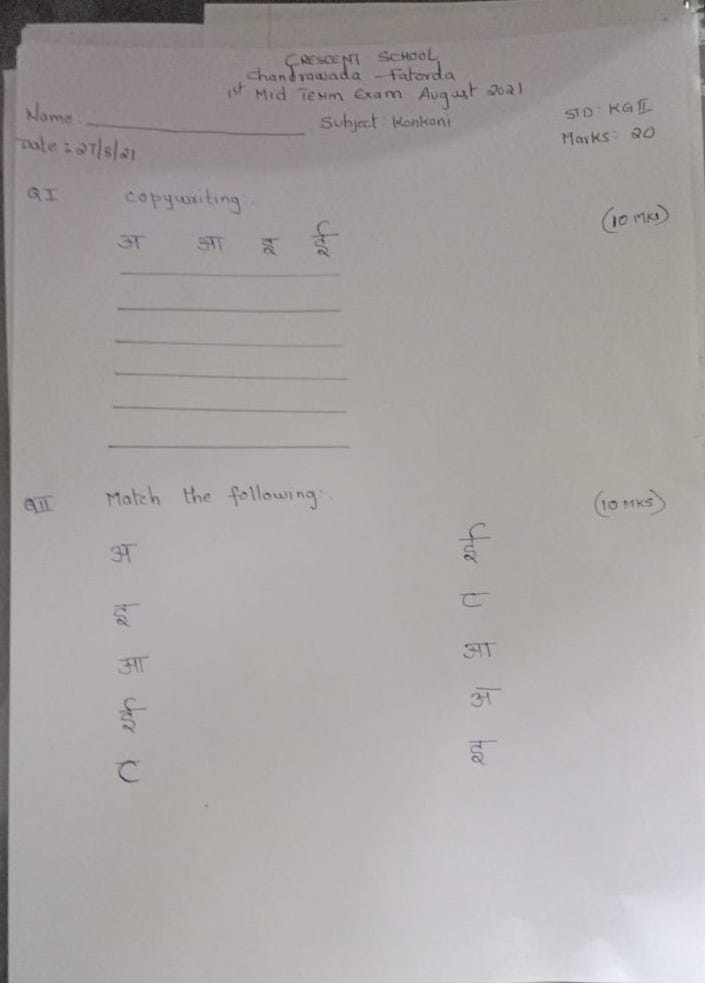 CRESCENT SCHOOL
Chandrawada - Fatorda
1st Mid Term Exam August 2021
Name: ____________ Subject: Konkani STD: KG II
Date: 27/8/21 Marks: 20
Q I Copywriting: (10 Mks)
अ आ इ ई
Q II Match the following: (10 MKS)
अ ई
इ ट
आ आ
ई अ
ट इ